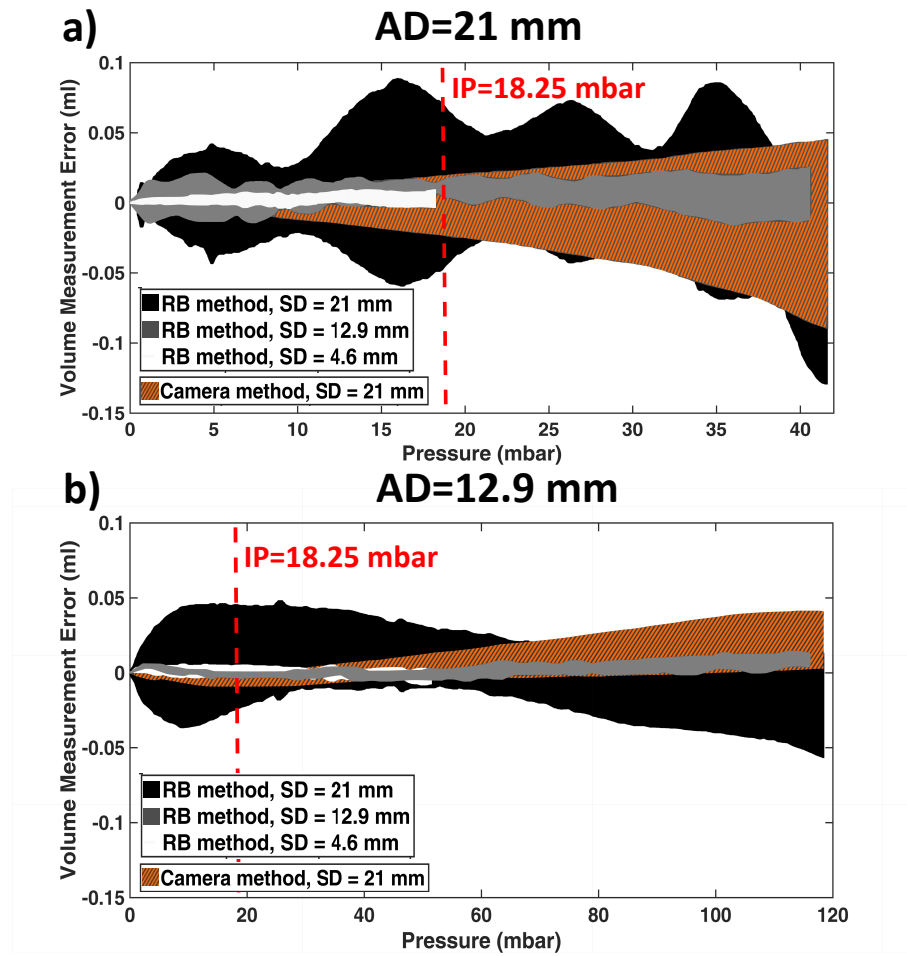 a)
AD=21 mm
0.1
0.05
0
-0.05
-0.1
-0.15
Volume Measurement Error (ml)
IP=18.25 mbar
RB method, SD = 21 mm
RB method, SD = 12.9 mm
RB method, SD = 4.6 mm
Camera method, SD = 21 mm
0 5 10 15 20 25 30 35 40
Pressure (mbar)
b)
AD=12.9 mm
0.1
0.05
0
-0.05
-0.1
-0.15
Volume Measurement Error (ml)
IP=18.25 mbar
RB method, SD = 21 mm
RB method, SD = 12.9 mm
RB method, SD = 4.6 mm
Camera method, SD = 21 mm
0 20 40 60 80 100 120
Pressure (mbar)